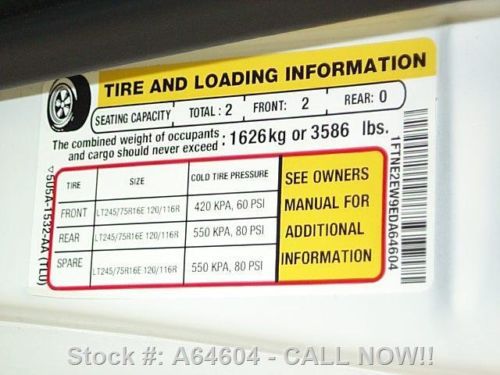 TIRE AND LOADING INFORMATION
SEATING CAPACITY TOTAL: 2 FRONT: 2 REAR: 0
The combined weight of occupants and cargo should never exceed : 1626kg or 3586 lbs.
TIRE SIZE COLD TIRE PRESSURE
FRONT LT245/75R16E 120/116R 420 KPA, 60 PSI
REAR LT245/75R16E 120/116R 550 KPA, 80 PSI
SPARE LT245/75R16E 120/116R 550 KPA, 80 PSI
SEE OWNERS
MANUAL FOR
ADDITIONAL
INFORMATION
▽5U5A-1532-AA (TLU)
1FTNE2EW9EDA64604
Stock #: A64604 - CALL NOW!!